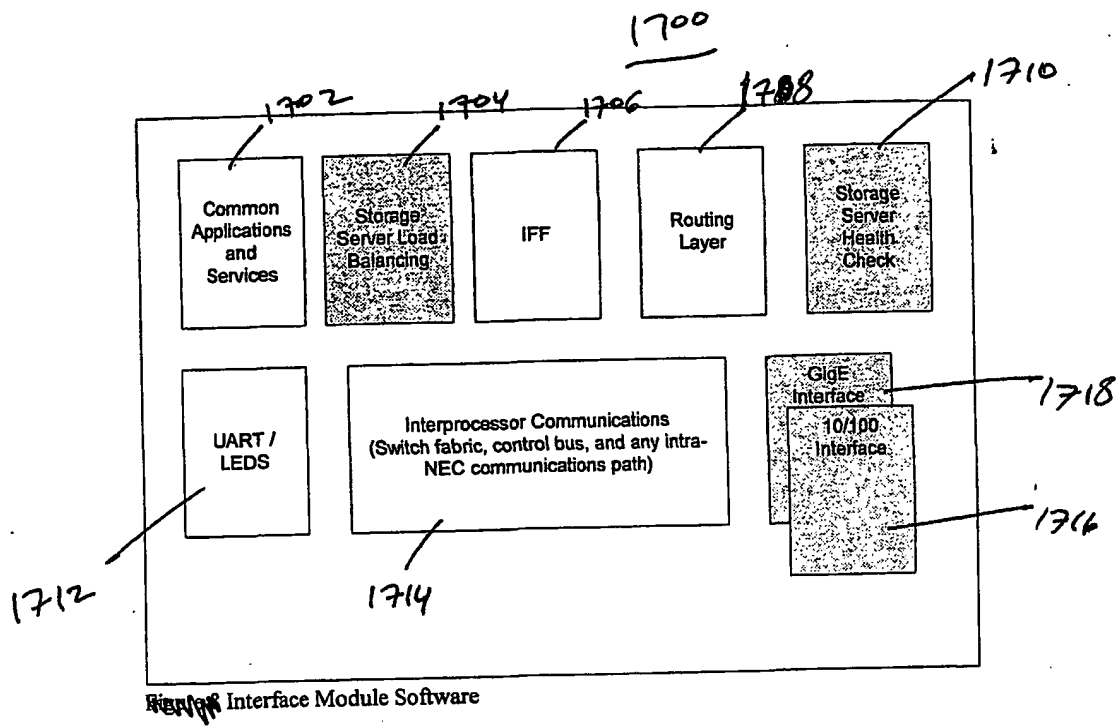 1700
1702
1704
1706
1710
Common
Applications
and
Services
Storage
Server Load
Balancing
IFF
Routing
Layer
Storage
Server
Health
Check
UART /
LEDS
Interprocessor Communications
(Switch fabric, control bus, and any intra-
NEC communications path)
GigE
Interface
10/100
Interface
1718
1716
1712
1714
Interface Module Software